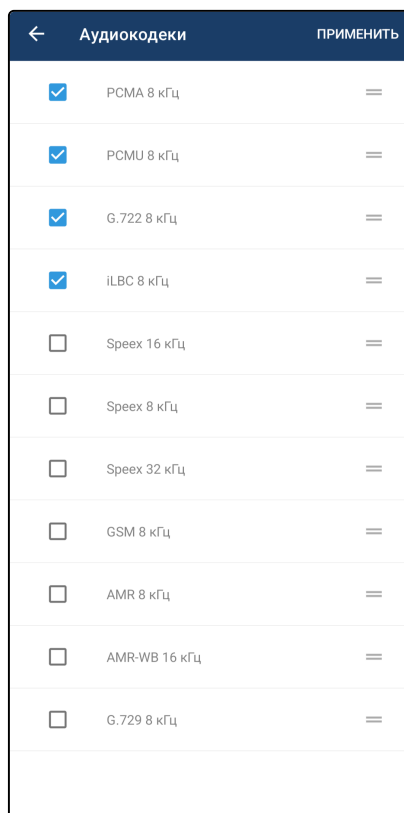 Аудиокодеки ПРИМЕНИТЬ
PCMA 8 кГц
PCMU 8 кГц
G.722 8 кГц
iLBC 8 кГц
Speex 16 кГц
Speex 8 кГц
Speex 32 кГц
GSM 8 кГц
AMR 8 кГц
AMR-WB 16 кГц
G.729 8 кГц